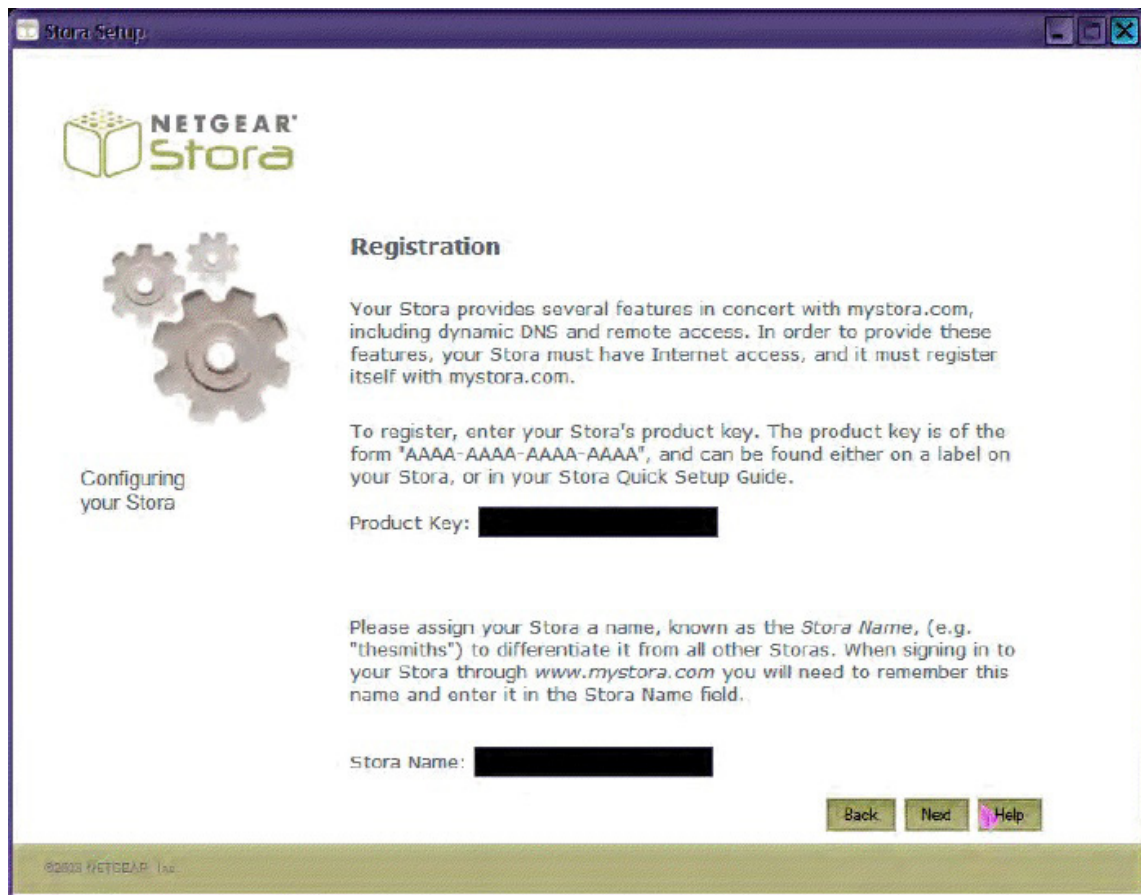 Stora Setup
NETGEAR®
Stora
Registration
Your Stora provides several features in concert with mystora.com,
including dynamic DNS and remote access. In order to provide these
features, your Stora must have Internet access, and it must register
itself with mystora.com.
To register, enter your Stora's product key. The product key is of the
form "AAAA-AAAA-AAAA-AAAA", and can be found either on a label on
your Stora, or in your Stora Quick Setup Guide.
Configuring
your Stora
Product Key:
Please assign your Stora a name, known as the Stora Name, (e.g.
"thesmiths") to differentiate it from all other Storas. When signing in to
your Stora through www.mystora.com you will need to remember this
name and enter it in the Stora Name field.
Stora Name:
Back Next Help
NETGEAR, Inc.